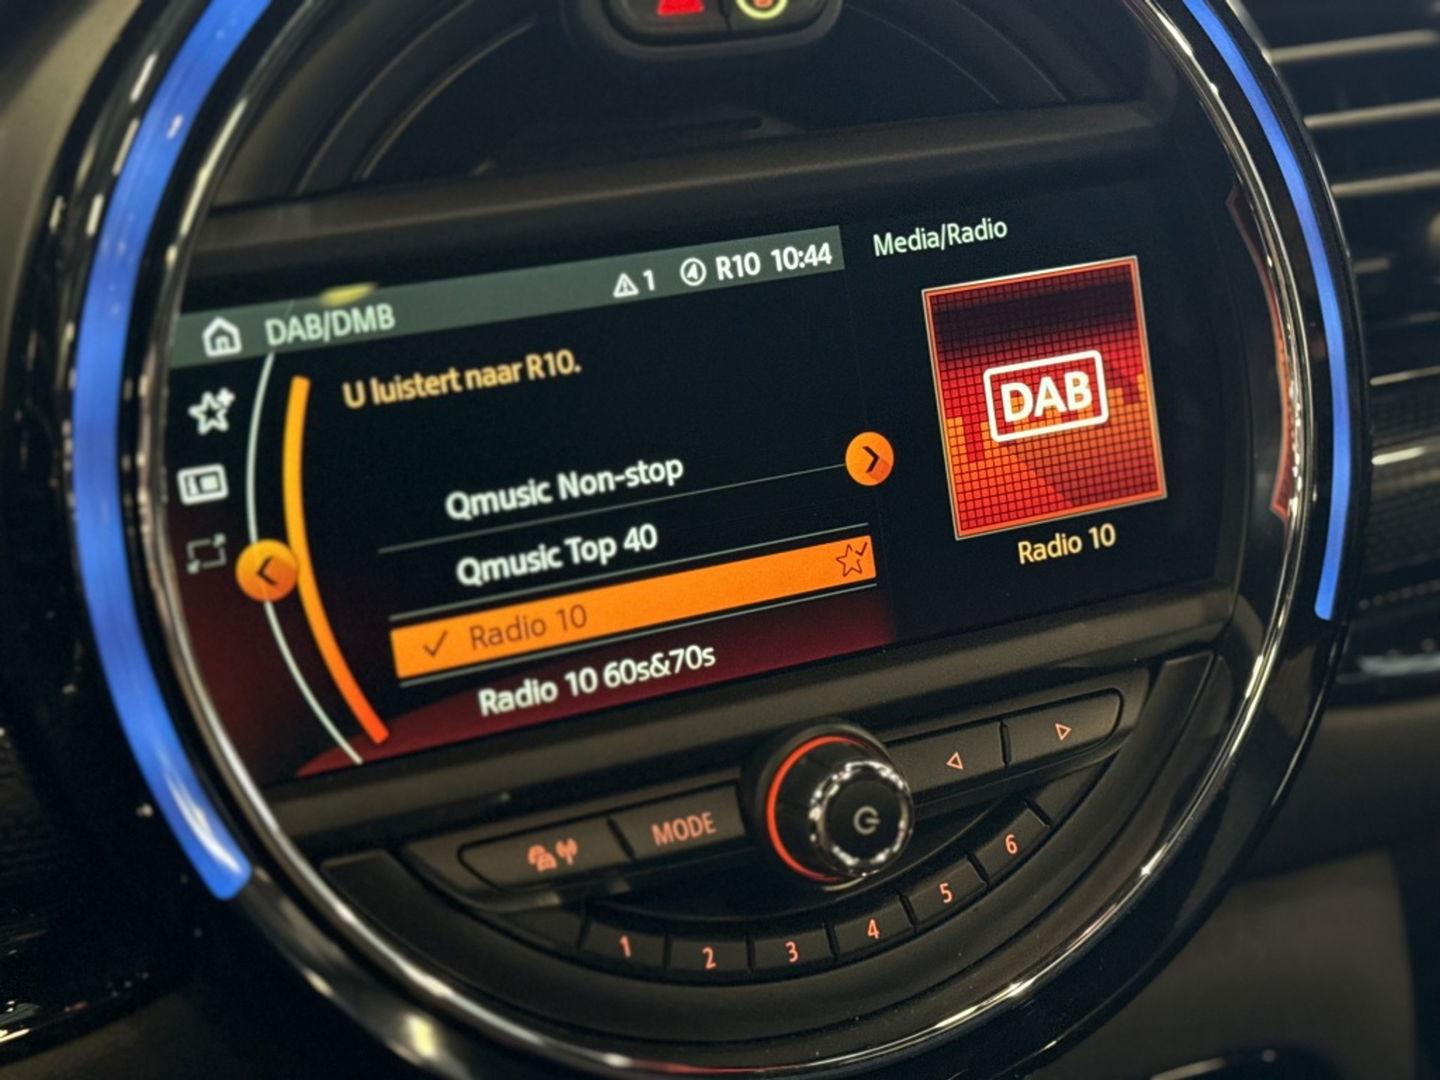 1 R10 10:44
Media/Radio
DAB/DMB
U luistert naar R10.
DAB
Qmusic Non-stop
Qmusic Top 40
Radio 10
Radio 10
Radio 10 60s&70s
MODE
1 2 3 4 5 6